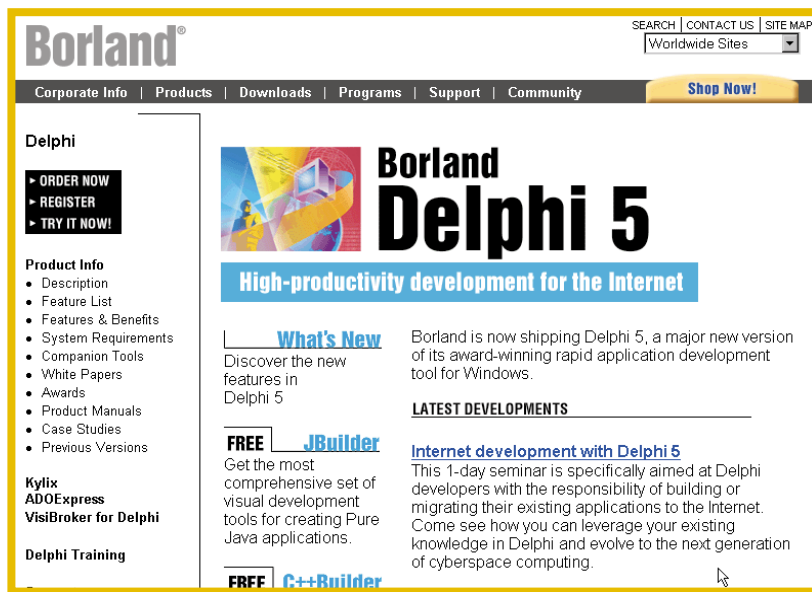 Borland®
SEARCH | CONTACT US | SITE MAP
Worldwide Sites
Corporate Info | Products | Downloads | Programs | Support | Community
Shop Now!
Delphi
ORDER NOW
REGISTER
TRY IT NOW!
Product Info
Description
Feature List
Features & Benefits
System Requirements
Companion Tools
White Papers
Awards
Product Manuals
Case Studies
Previous Versions
Kylix
ADOExpress
VisiBroker for Delphi
Delphi Training
Borland
Delphi 5
High-productivity development for the Internet
What's New
Discover the new
features in
Delphi 5
FREE JBuilder
Get the most
comprehensive set of
visual development
tools for creating Pure
Java applications.
FREE C++Builder
Borland is now shipping Delphi 5, a major new version
of its award-winning rapid application development
tool for Windows.
LATEST DEVELOPMENTS
Internet development with Delphi 5
This 1-day seminar is specifically aimed at Delphi
developers with the responsibility of building or
migrating their existing applications to the Internet.
Come see how you can leverage your existing
knowledge in Delphi and evolve to the next generation
of cyberspace computing.